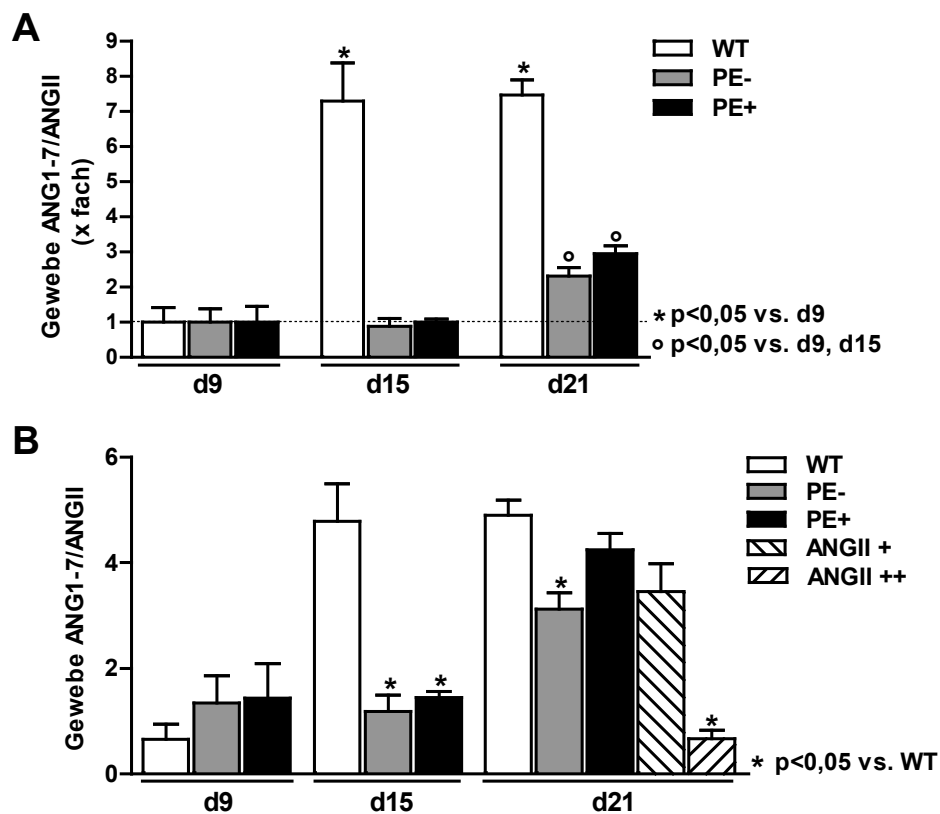 A
Gewebe ANG1-7/ANGII
(x fach)
9
8
7
6
5
4
3
2
1
0
*
*
°
°
WT
PE-
PE+
* p<0,05 vs. d9
° p<0,05 vs. d9, d15
d9
d15
d21
B
Gewebe ANG1-7/ANGII
6
4
2
0
*
*
*
*
WT
PE-
PE+
ANGII +
ANGII ++
* p<0,05 vs. WT
d9
d15
d21